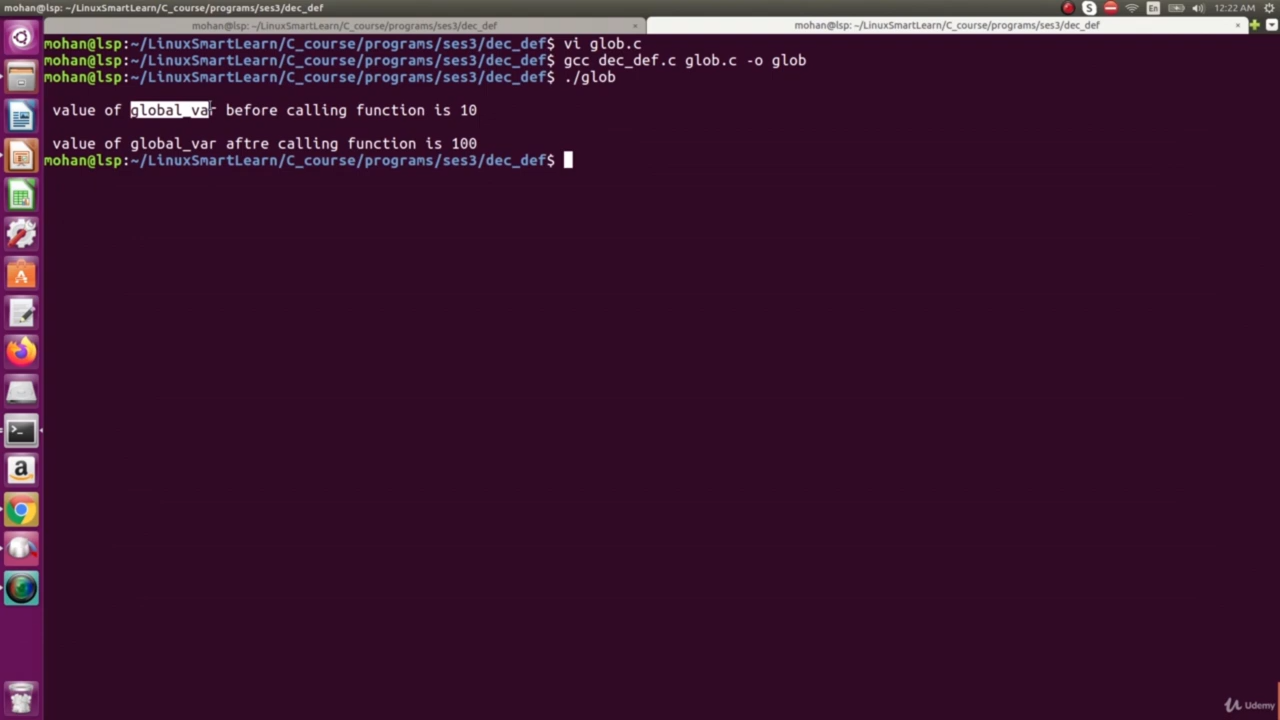 mohan@lsp: ~/LinuxSmartLearn/C_course/programs/ses3/dec_def
En
12:22 AM
mohan@lsp: ~/LinuxSmartLearn/C_course/programs/ses3/dec_def
mohan@lsp: ~/LinuxSmartLearn/C_course/programs/ses3/dec_def
mohan@lsp:~/LinuxSmartLearn/C_course/programs/ses3/dec_def$ vi glob.c
mohan@lsp:~/LinuxSmartLearn/C_course/programs/ses3/dec_def$ gcc dec_def.c glob.c -o glob
mohan@lsp:~/LinuxSmartLearn/C_course/programs/ses3/dec_def$ ./glob
value of global_var before calling function is 10
value of global_var aftre calling function is 100
mohan@lsp:~/LinuxSmartLearn/C_course/programs/ses3/dec_def$
Udemy